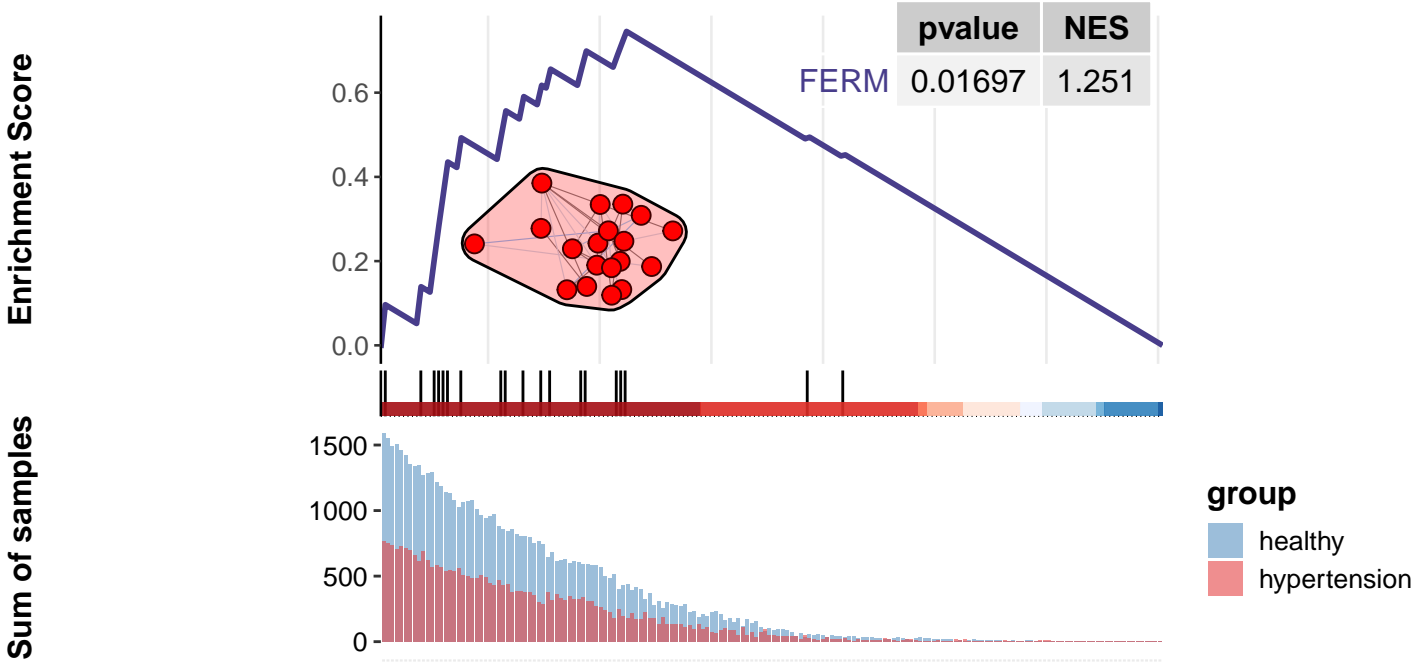 Enrichment Score
0.6
0.4
0.2
0.0
pvalue NES
FERM 0.01697 1.251
Sum of samples
1500
1000
500
0
group
healthy
hypertension